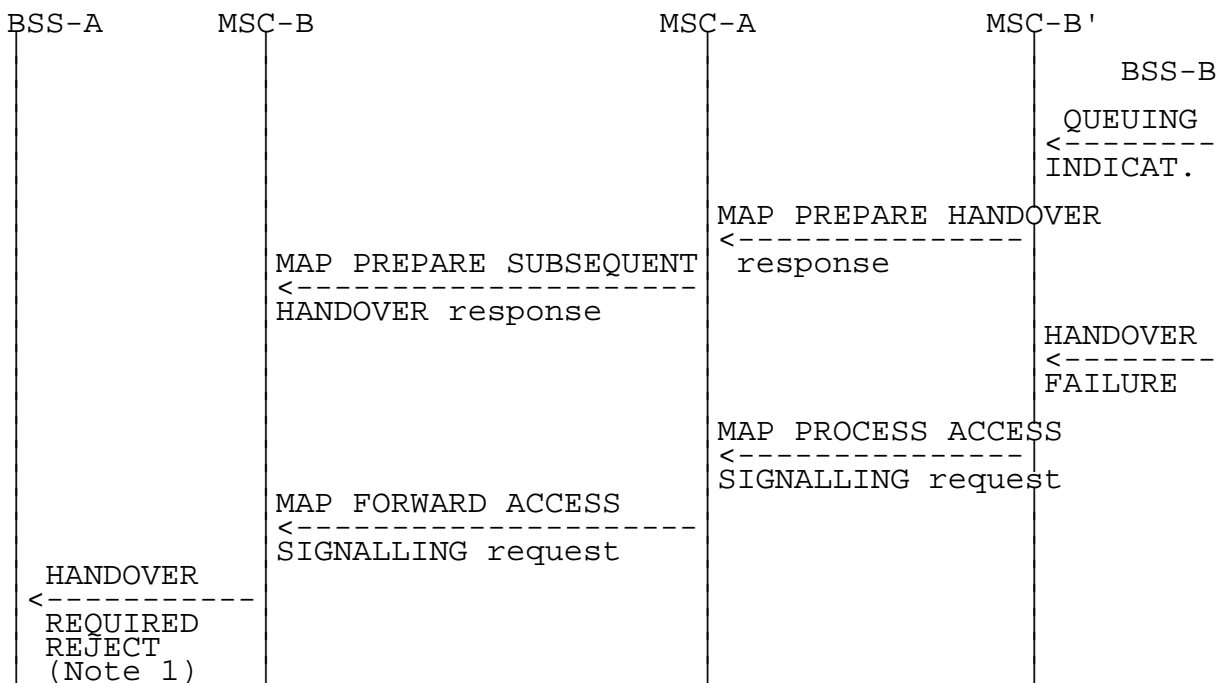 BSS-A MSC-B MSC-A MSC-B'
BSS-B
QUEUING
INDICAT.
MAP PREPARE HANDOVER
response
MAP PREPARE SUBSEQUENT
HANDOVER response
HANDOVER
FAILURE
MAP PROCESS ACCESS
SIGNALLING request
MAP FORWARD ACCESS
SIGNALLING request
HANDOVER
REQUIRED
REJECT
(Note 1)